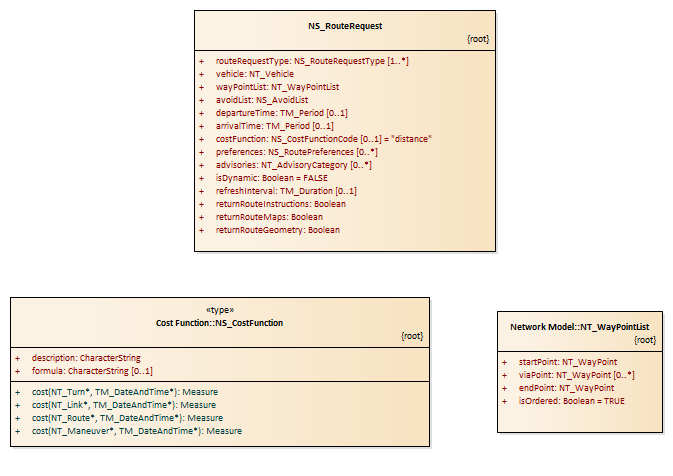 NS_RouteRequest
{root}
+ routeRequestType: NS_RouteRequestType [1..*]
+ vehicle: NT_Vehicle
+ wayPointList: NT_WayPointList
+ avoidList: NS_AvoidList
+ departureTime: TM_Period [0..1]
+ arrivalTime: TM_Period [0..1]
+ costFunction: NS_CostFunctionCode [0..1] = "distance"
+ preferences: NS_RoutePreferences [0..*]
+ advisories: NT_AdvisoryCategory [0..*]
+ isDynamic: Boolean = FALSE
+ refreshInterval: TM_Duration [0..1]
+ returnRouteInstructions: Boolean
+ returnRouteMaps: Boolean
+ returnRouteGeometry: Boolean
«type»
Cost Function::NS_CostFunction
{root}
+ description: CharacterString
+ formula: CharacterString [0..1]
+ cost(NT_Turn*, TM_DateAndTime*): Measure
+ cost(NT_Link*, TM_DateAndTime*): Measure
+ cost(NT_Route*, TM_DateAndTime*): Measure
+ cost(NT_Maneuver*, TM_DateAndTime*): Measure
Network Model::NT_WayPointList
{root}
+ startPoint: NT_WayPoint
+ viaPoint: NT_WayPoint [0..*]
+ endPoint: NT_WayPoint
+ isOrdered: Boolean = TRUE